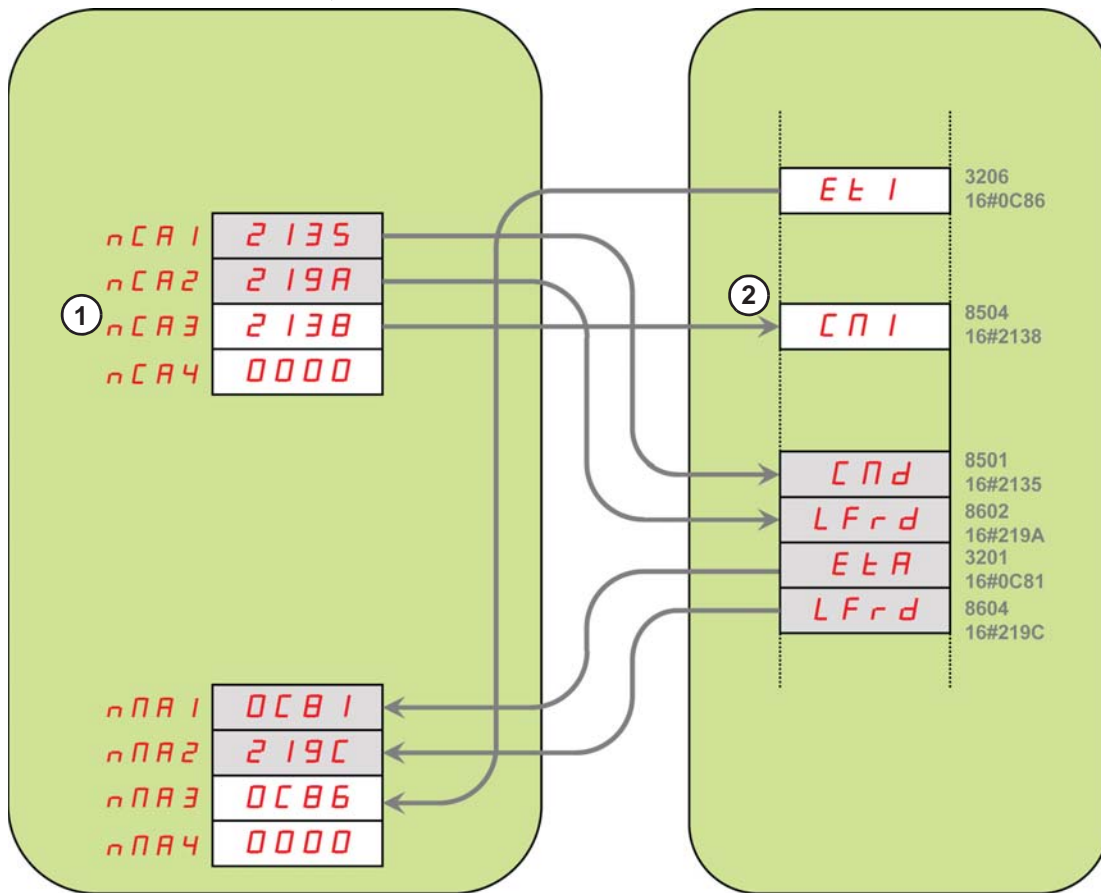 nCA1 2135
nCA2 219A
1
nCA3 2138
nCA4 0000
nMA1 0C81
nMA2 219C
nMA3 0C86
nMA4 0000
EtI
3206
16#0C86
2
CMI
8504
16#2138
CMd
8501
16#2135
LFrd
8602
16#219A
EtA
3201
16#0C81
LFrd
8604
16#219C